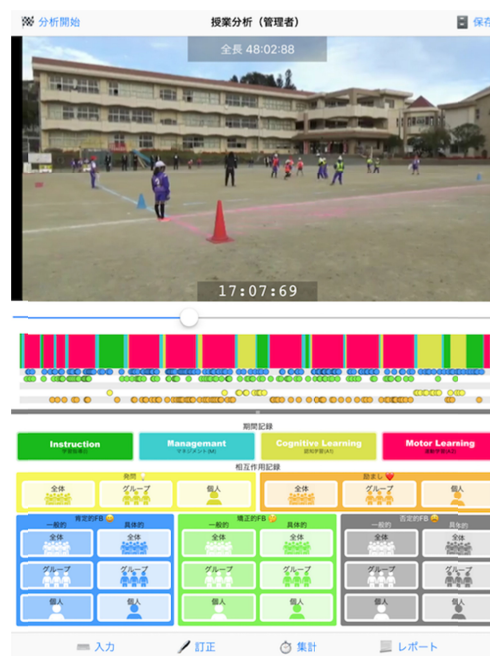 分析開始
授業分析（管理者）
保存
全長 48:02:88
17:07:69
期間記録
Instruction
学習指導(I)
Managemant
マネジメント(M)
Cognitive Learning
認知学習(A1)
Motor Learning
運動学習(A2)
相互作用記録
発問
励まし
全体 グループ 個人
全体 グループ 個人
肯定的FB
矯正的FB
否定的FB
一般的 具体的
一般的 具体的
一般的 具体的
全体 全体 全体 全体 全体 全体
グループ グループ グループ グループ グループ グループ
個人 個人 個人 個人 個人 個人
入力
訂正
集計
レポート